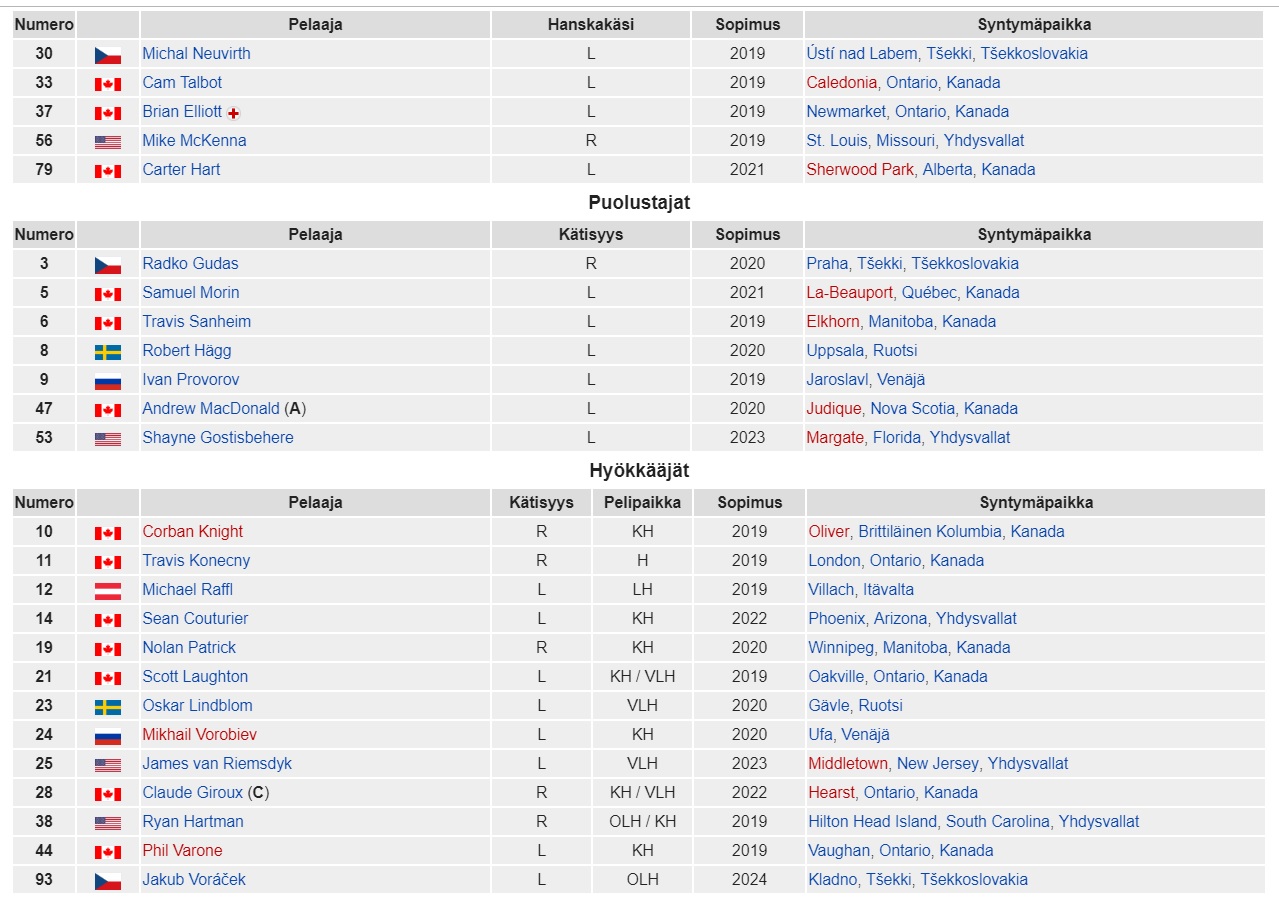 Numero Pelaaja Hanskakäsi Sopimus Syntymäpaikka
30 Michal Neuvirth L 2019 Ústí nad Labem, Tšekki, Tšekkoslovakia
33 Cam Talbot L 2019 Caledonia, Ontario, Kanada
37 Brian Elliott L 2019 Newmarket, Ontario, Kanada
56 Mike McKenna R 2019 St. Louis, Missouri, Yhdysvallat
79 Carter Hart L 2021 Sherwood Park, Alberta, Kanada
Puolustajat
Numero Pelaaja Kätisyys Sopimus Syntymäpaikka
3 Radko Gudas R 2020 Praha, Tšekki, Tšekkoslovakia
5 Samuel Morin L 2021 La-Beauport, Québec, Kanada
6 Travis Sanheim L 2019 Elkhorn, Manitoba, Kanada
8 Robert Hägg L 2020 Uppsala, Ruotsi
9 Ivan Provorov L 2019 Jaroslavl, Venäjä
47 Andrew MacDonald (A) L 2020 Judique, Nova Scotia, Kanada
53 Shayne Gostisbehere L 2023 Margate, Florida, Yhdysvallat
Hyökkääjät
Numero Pelaaja Kätisyys Pelipaikka Sopimus Syntymäpaikka
10 Corban Knight R KH 2019 Oliver, Brittiläinen Kolumbia, Kanada
11 Travis Konecny R H 2019 London, Ontario, Kanada
12 Michael Raffl L LH 2019 Villach, Itävalta
14 Sean Couturier L KH 2022 Phoenix, Arizona, Yhdysvallat
19 Nolan Patrick R KH 2020 Winnipeg, Manitoba, Kanada
21 Scott Laughton L KH / VLH 2019 Oakville, Ontario, Kanada
23 Oskar Lindblom L VLH 2020 Gävle, Ruotsi
24 Mikhail Vorobiev L KH 2020 Ufa, Venäjä
25 James van Riemsdyk L VLH 2023 Middletown, New Jersey, Yhdysvallat
28 Claude Giroux (C) R KH / VLH 2022 Hearst, Ontario, Kanada
38 Ryan Hartman R OLH / KH 2019 Hilton Head Island, South Carolina, Yhdysvallat
44 Phil Varone L KH 2019 Vaughan, Ontario, Kanada
93 Jakub Voráček L OLH 2024 Kladno, Tšekki, Tšekkoslovakia